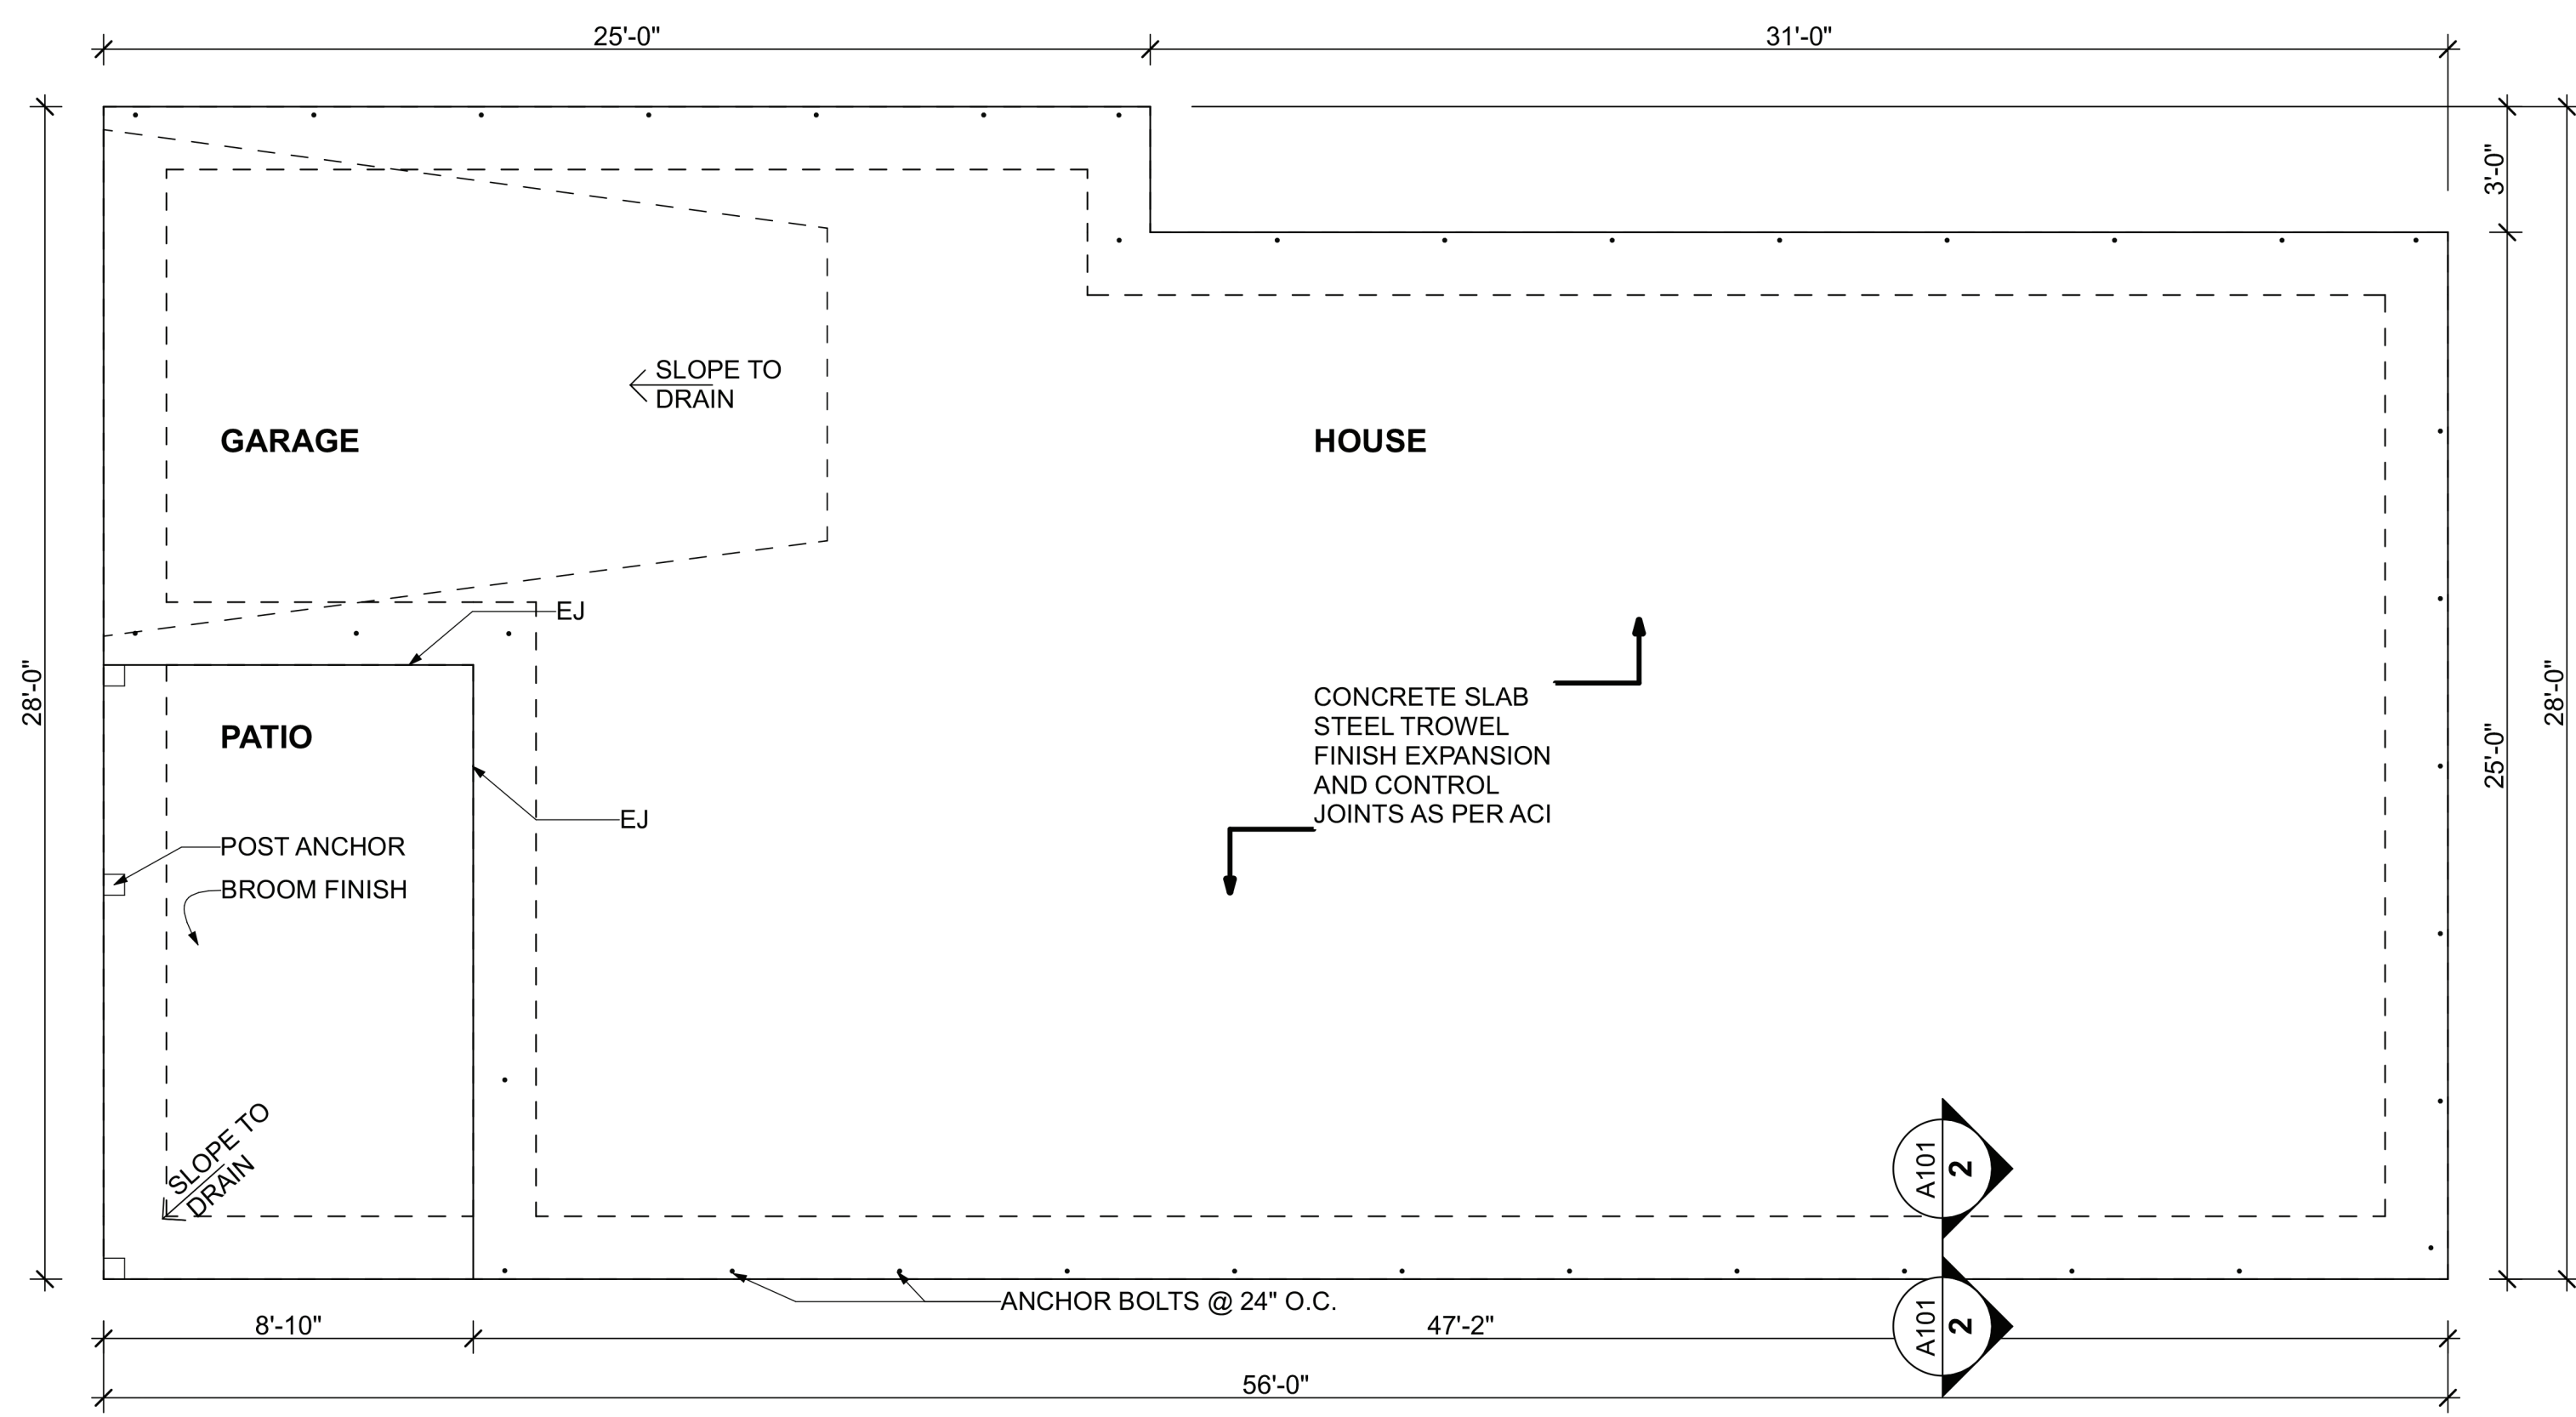 25'-0"
31'-0"
3'-0"
SLOPE TO
DRAIN
GARAGE
HOUSE
EJ
28'-0"
28'-0"
25'-0"
CONCRETE SLAB
STEEL TROWEL
FINISH EXPANSION
AND CONTROL
JOINTS AS PER ACI
PATIO
EJ
POST ANCHOR
BROOM FINISH
SLOPE TO
DRAIN
A101
2
ANCHOR BOLTS @ 24" O.C.
A101
2
8'-10"
47'-2"
56'-0"